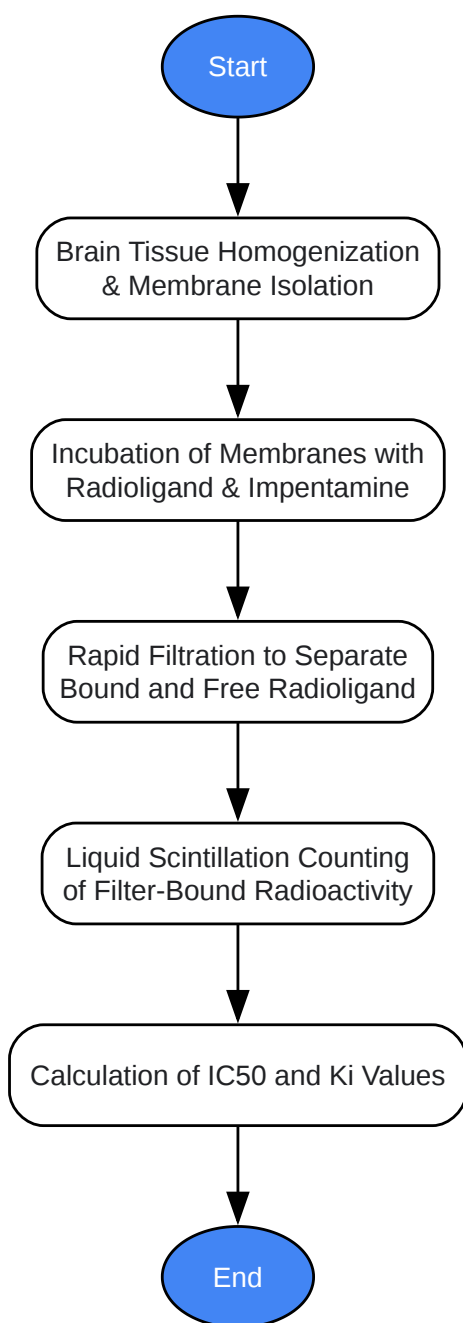 Start
Brain Tissue Homogenization
& Membrane Isolation
Incubation of Membranes with
Radioligand & Impentamine
Rapid Filtration to Separate
Bound and Free Radioligand
Liquid Scintillation Counting
of Filter-Bound Radioactivity
Calculation of IC50 and Ki Values
End